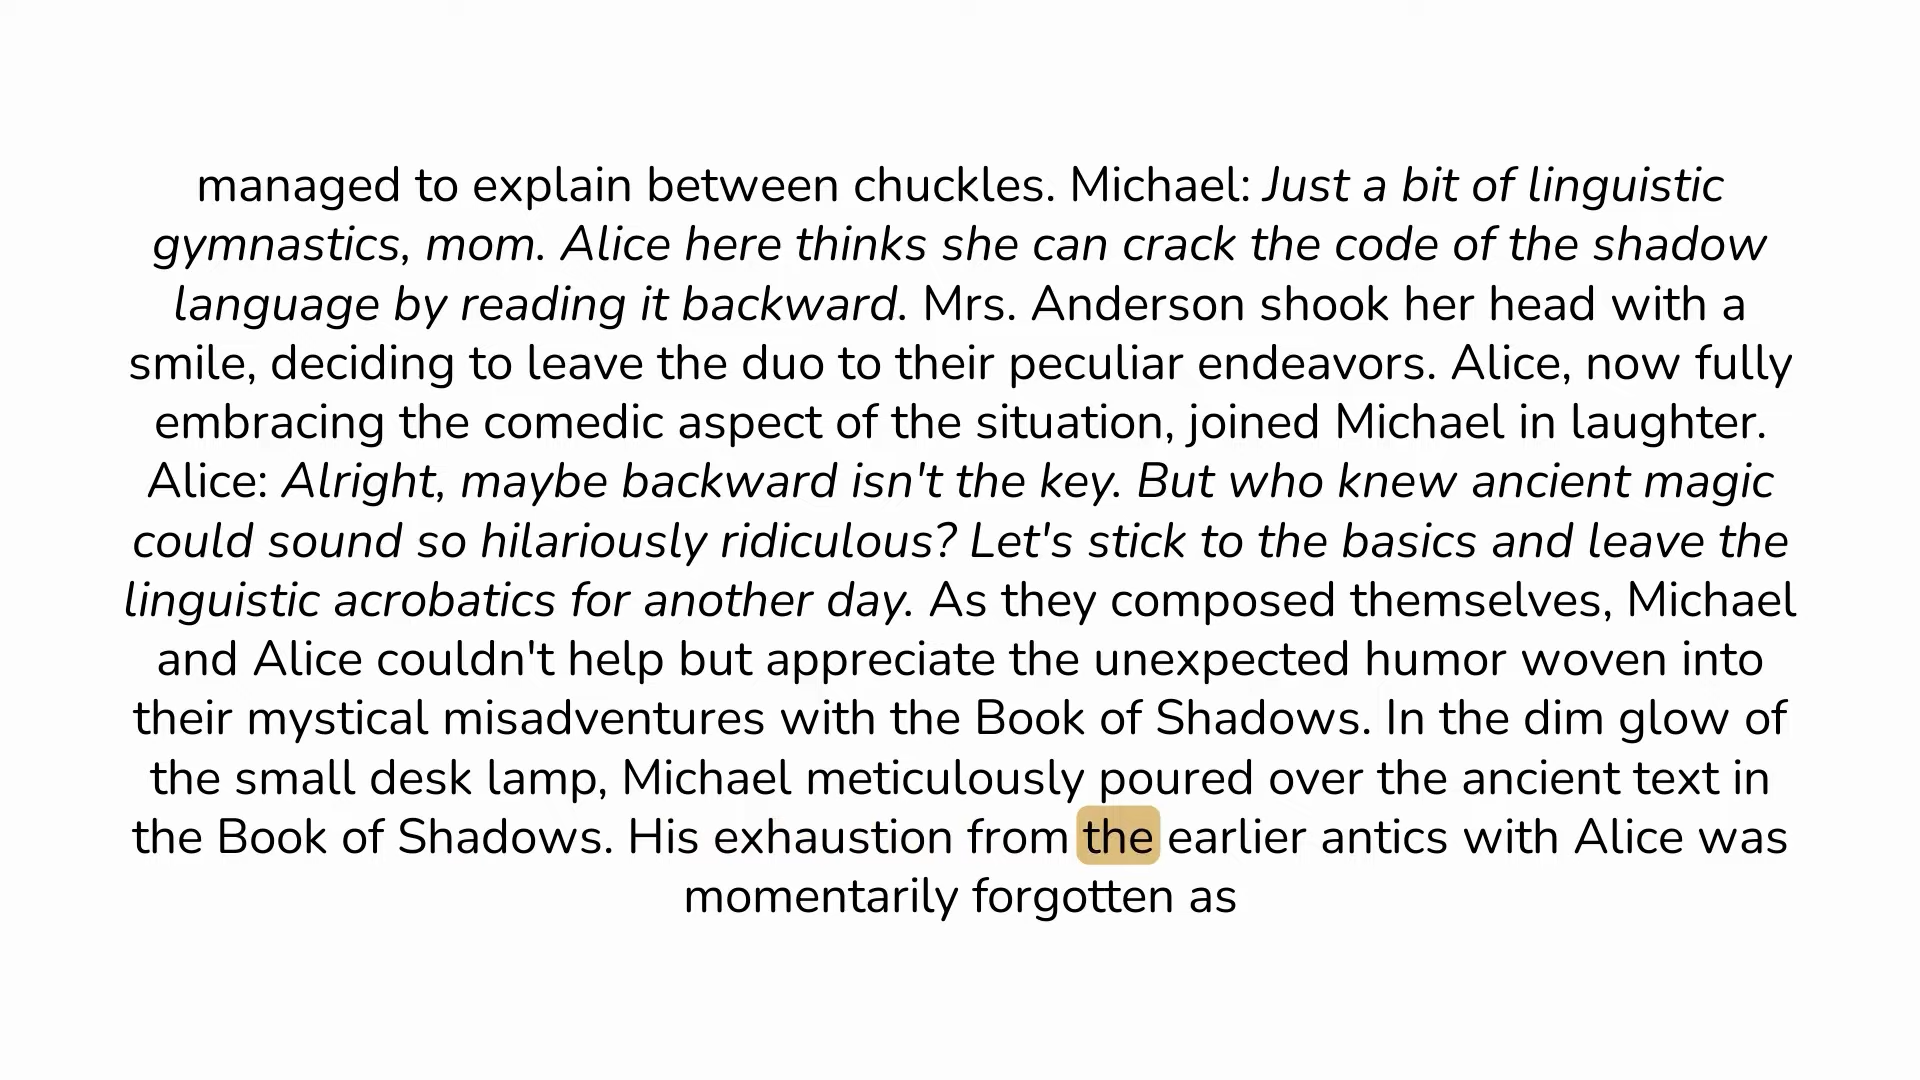 managed to explain between chuckles. Michael: Just a bit of linguistic
gymnastics, mom. Alice here thinks she can crack the code of the shadow
language by reading it backward. Mrs. Anderson shook her head with a
smile, deciding to leave the duo to their peculiar endeavors. Alice, now fully
embracing the comedic aspect of the situation, joined Michael in laughter.
Alice: Alright, maybe backward isn't the key. But who knew ancient magic
could sound so hilariously ridiculous? Let's stick to the basics and leave the
linguistic acrobatics for another day. As they composed themselves, Michael
and Alice couldn't help but appreciate the unexpected humor woven into
their mystical misadventures with the Book of Shadows. In the dim glow of
the small desk lamp, Michael meticulously poured over the ancient text in
the Book of Shadows. His exhaustion from the earlier antics with Alice was
momentarily forgotten as